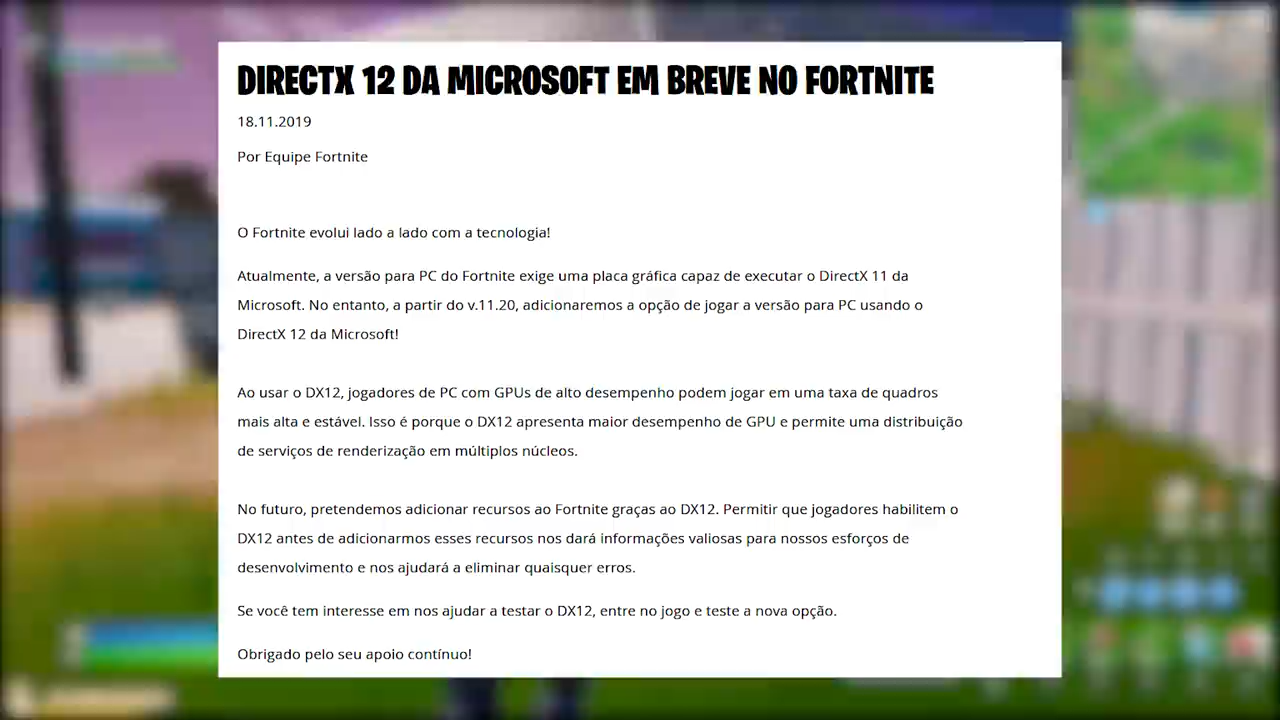 DIRECTX 12 DA MICROSOFT EM BREVE NO FORTNITE
18.11.2019
Por Equipe Fortnite
O Fortnite evolui lado a lado com a tecnologia!
Atualmente, a versão para PC do Fortnite exige uma placa gráfica capaz de executar o DirectX 11 da
Microsoft. No entanto, a partir do v.11.20, adicionaremos a opção de jogar a versão para PC usando o
DirectX 12 da Microsoft!
Ao usar o DX12, jogadores de PC com GPUs de alto desempenho podem jogar em uma taxa de quadros
mais alta e estável. Isso é porque o DX12 apresenta maior desempenho de GPU e permite uma distribuição
de serviços de renderização em múltiplos núcleos.
No futuro, pretendemos adicionar recursos ao Fortnite graças ao DX12. Permitir que jogadores habilitem o
DX12 antes de adicionarmos esses recursos nos dará informações valiosas para nossos esforços de
desenvolvimento e nos ajudará a eliminar quaisquer erros.
Se você tem interesse em nos ajudar a testar o DX12, entre no jogo e teste a nova opção.
Obrigado pelo seu apoio contínuo!